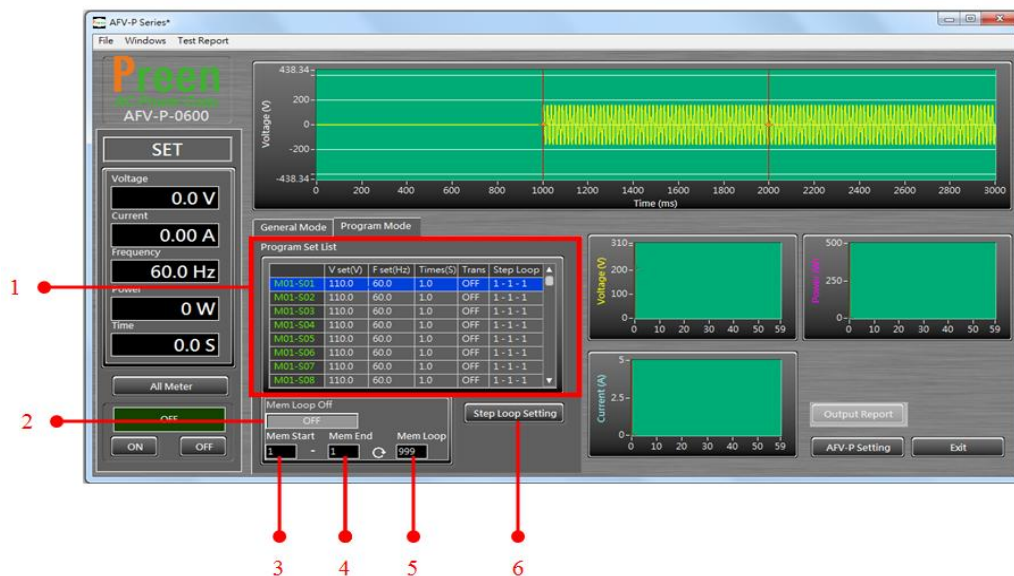 AFV-P Series*
File Windows Test Report
Preen
AC Power Supply
AFV-P-0600
SET
Voltage
0.0 V
Current
0.00 A
Frequency
60.0 Hz
Power
0 W
Time
0.0 S
All Meter
OFF
ON OFF
438.34
200
0
-200
-438.34
Voltage (V)
0 200 400 600 800 1000 1200 1400 1600 1800 2000 2200 2400 2600 2800 3000
Time (ms)
General Mode Program Mode
Program Set List
V set(V) F set(Hz) Times(S) Trans Step Loop
M01-S01 110.0 60.0 1.0 OFF 1 - 1 - 1
M01-S02 110.0 60.0 1.0 OFF 1 - 1 - 1
M01-S03 110.0 60.0 1.0 OFF 1 - 1 - 1
M01-S04 110.0 60.0 1.0 OFF 1 - 1 - 1
M01-S05 110.0 60.0 1.0 OFF 1 - 1 - 1
M01-S06 110.0 60.0 1.0 OFF 1 - 1 - 1
M01-S07 110.0 60.0 1.0 OFF 1 - 1 - 1
M01-S08 110.0 60.0 1.0 OFF 1 - 1 - 1
Mem Loop Off
OFF
Mem Start Mem End Mem Loop
1 - 1 999
Step Loop Setting
310
200
100
0
Voltage (V)
0 10 20 30 40 50 59
500
250
0
Power (W)
0 10 20 30 40 50 59
5
2.5
0
Current (A)
0 10 20 30 40 50 59
Output Report
AFV-P Setting Exit
1
2
3 4 5 6